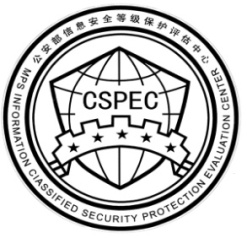 公安部信息安全等级保护评估中心
CSPEC
MPS INFORMATION CIASSIFIED SECURITY PROTECTION EVALUATION CENTER